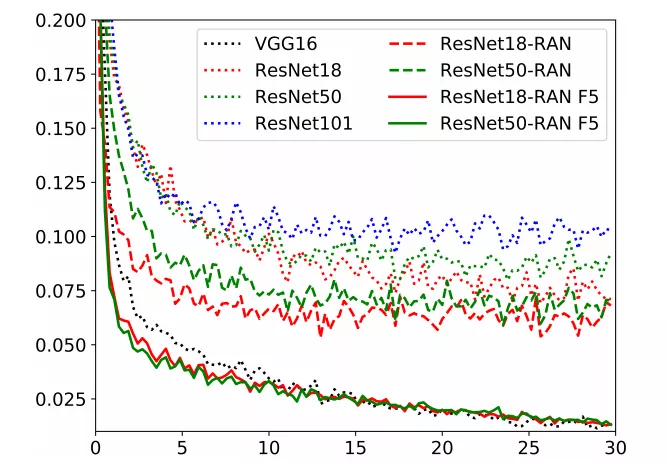 0.200
0.175
0.150
0.125
0.100
0.075
0.050
0.025
VGG16
ResNet18
ResNet50
ResNet101
ResNet18-RAN
ResNet50-RAN
ResNet18-RAN F5
ResNet50-RAN F5
0 5 10 15 20 25 30